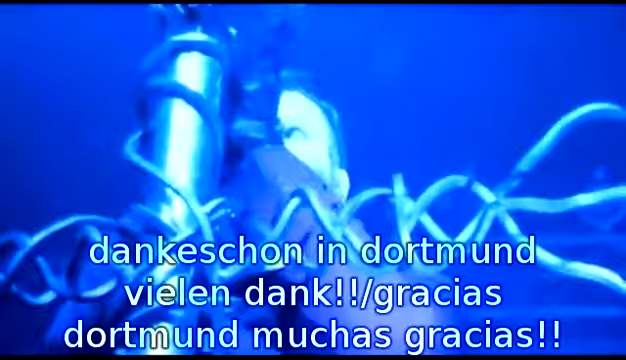 dankeschon in dortmund
vielen dank!!/gracias
dortmund muchas gracias!!